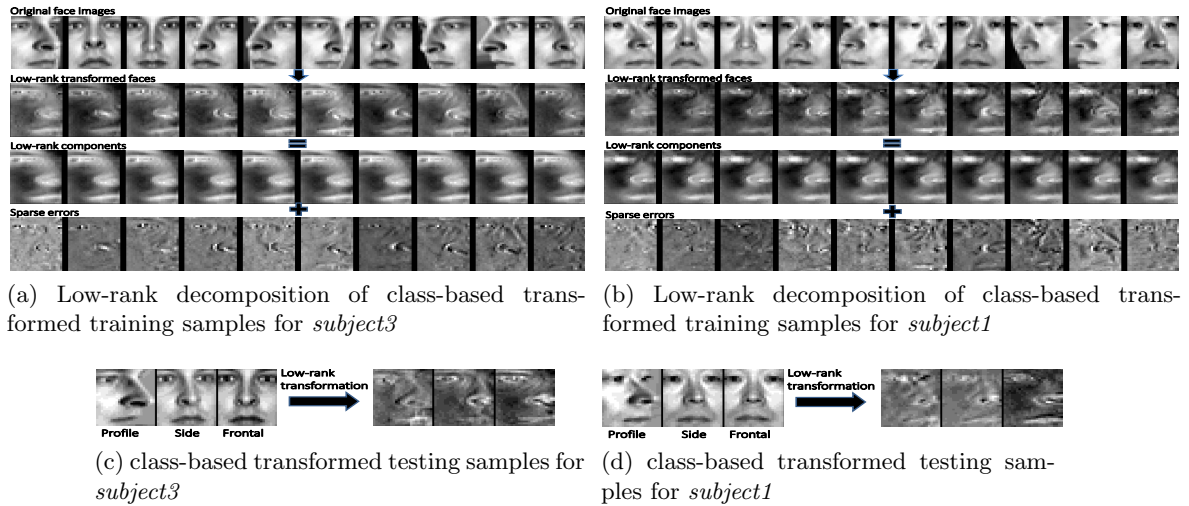 Original face images
Low-rank transformed faces
Low-rank components
Sparse errors
(a) Low-rank decomposition of class-based trans-
formed training samples for subject3
Original face images
Low-rank transformed faces
Low-rank components
Sparse errors
(b) Low-rank decomposition of class-based trans-
formed training samples for subject1
Low-rank
transformation
Profile Side Frontal
(c) class-based transformed testing samples for
subject3
Low-rank
transformation
Profile Side Frontal
(d) class-based transformed testing sam-
ples for subject1